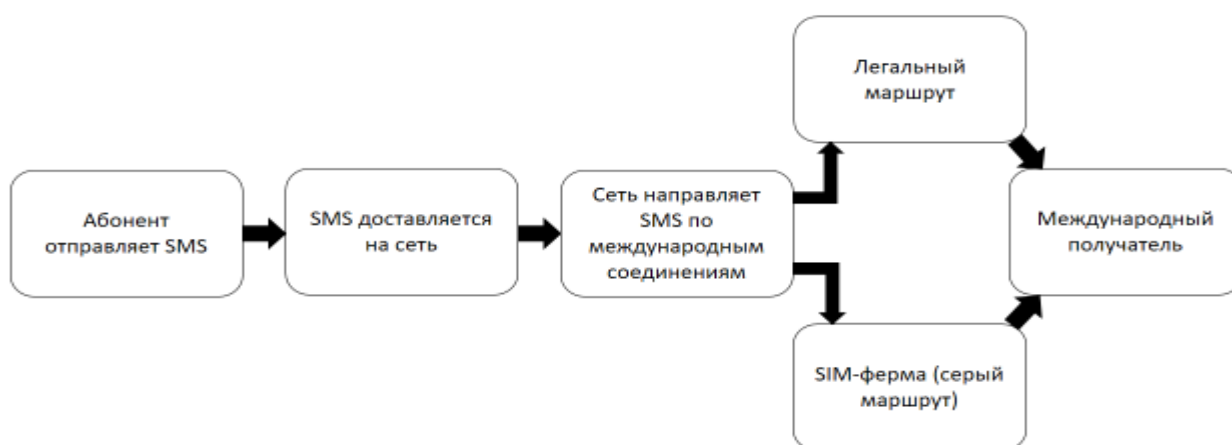 Абонент
отправляет SMS
SMS доставляется
на сеть
Сеть направляет
SMS по
международным
соединениям
Легальный
маршрут
SIM-ферма (серый
маршрут)
Международный
получатель